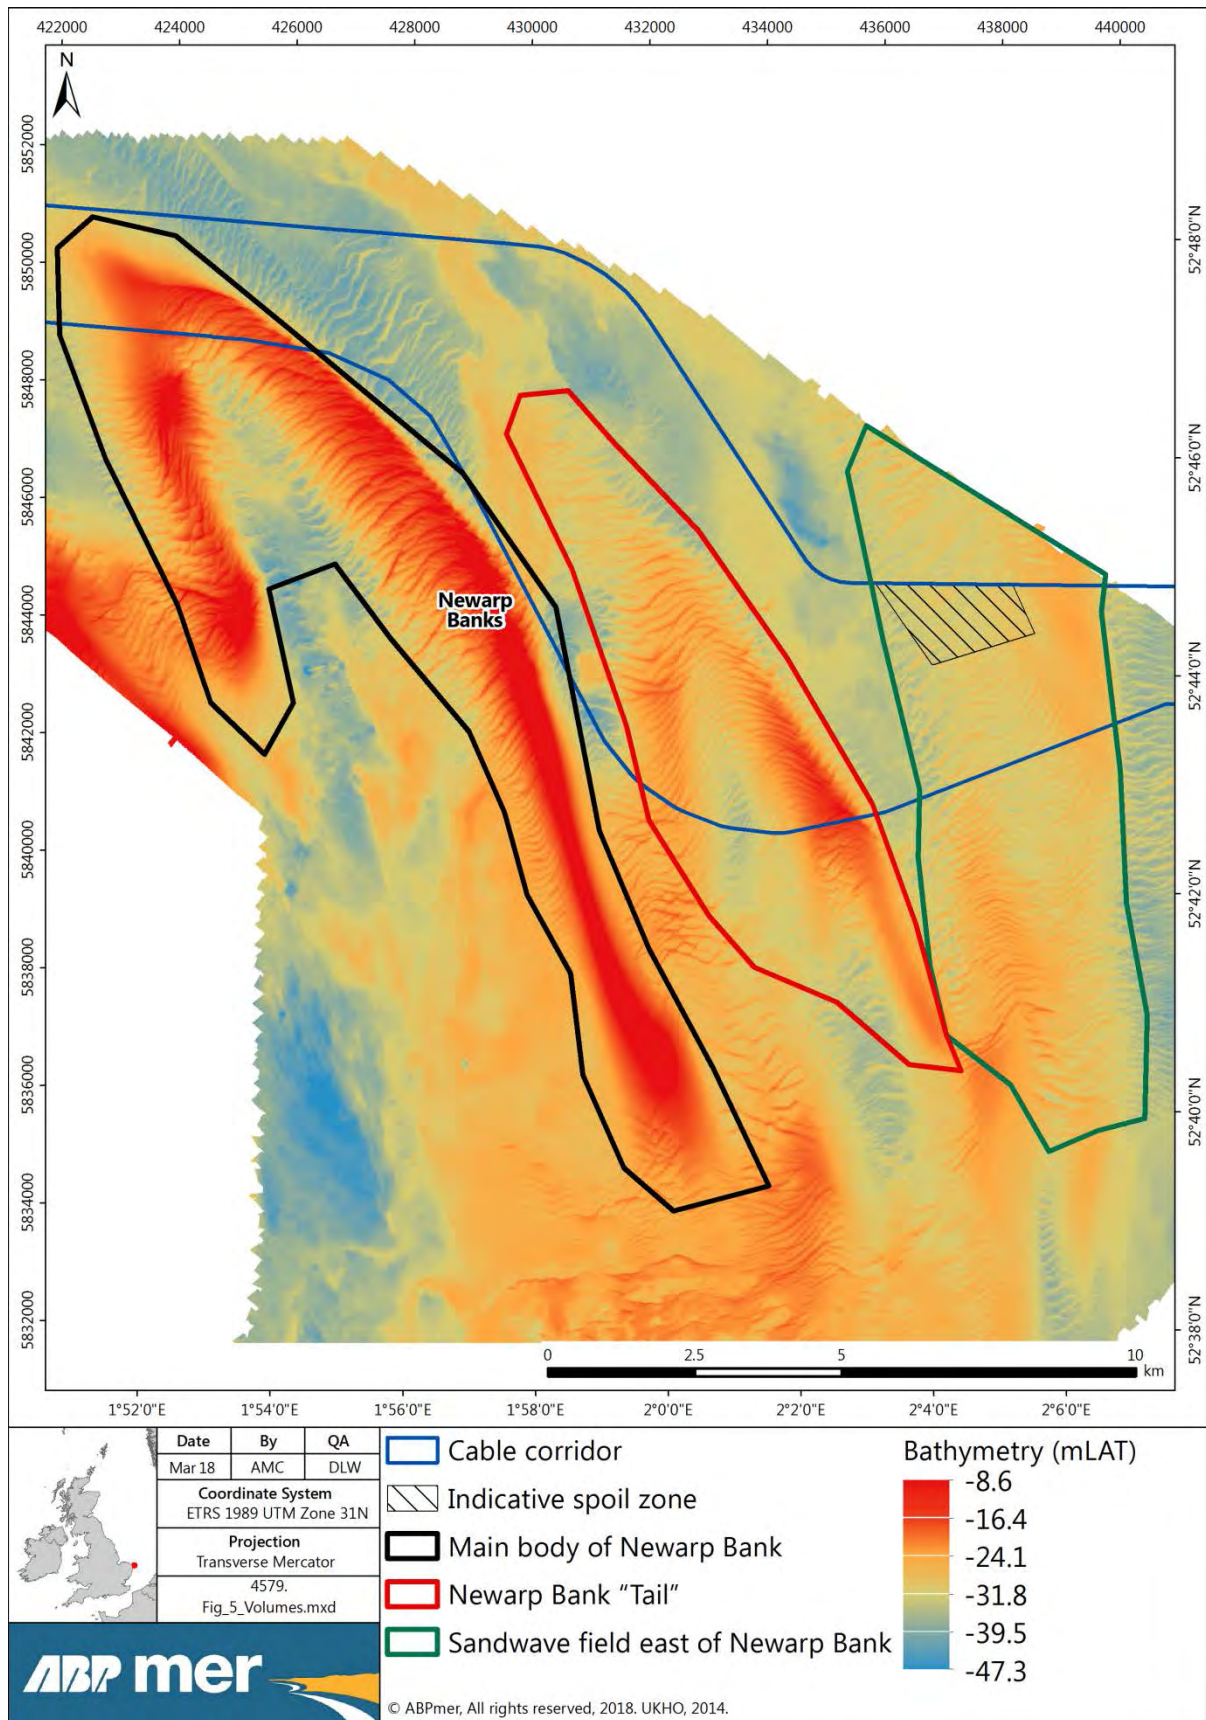 422000 424000 426000 428000 430000 432000 434000 436000 438000 440000
N
5852000
5850000
5848000
5846000
5844000
5842000
5840000
5838000
5836000
5834000
5832000
52°48'0"N
52°46'0"N
52°44'0"N
52°42'0"N
52°40'0"N
52°38'0"N
Newarp
Banks
0 2.5 5 10
km
1°52'0"E 1°54'0"E 1°56'0"E 1°58'0"E 2°0'0"E 2°2'0"E 2°4'0"E 2°6'0"E
Date By QA
Mar 18 AMC DLW
Coordinate System
ETRS 1989 UTM Zone 31N
Projection
Transverse Mercator
4579.
Fig_5_Volumes.mxd
ABPmer
Cable corridor
Indicative spoil zone
Main body of Newarp Bank
Newarp Bank “Tail”
Sandwave field east of Newarp Bank
Bathymetry (mLAT)
-8.6
-16.4
-24.1
-31.8
-39.5
-47.3
© ABPmer, All rights reserved, 2018. UKHO, 2014.